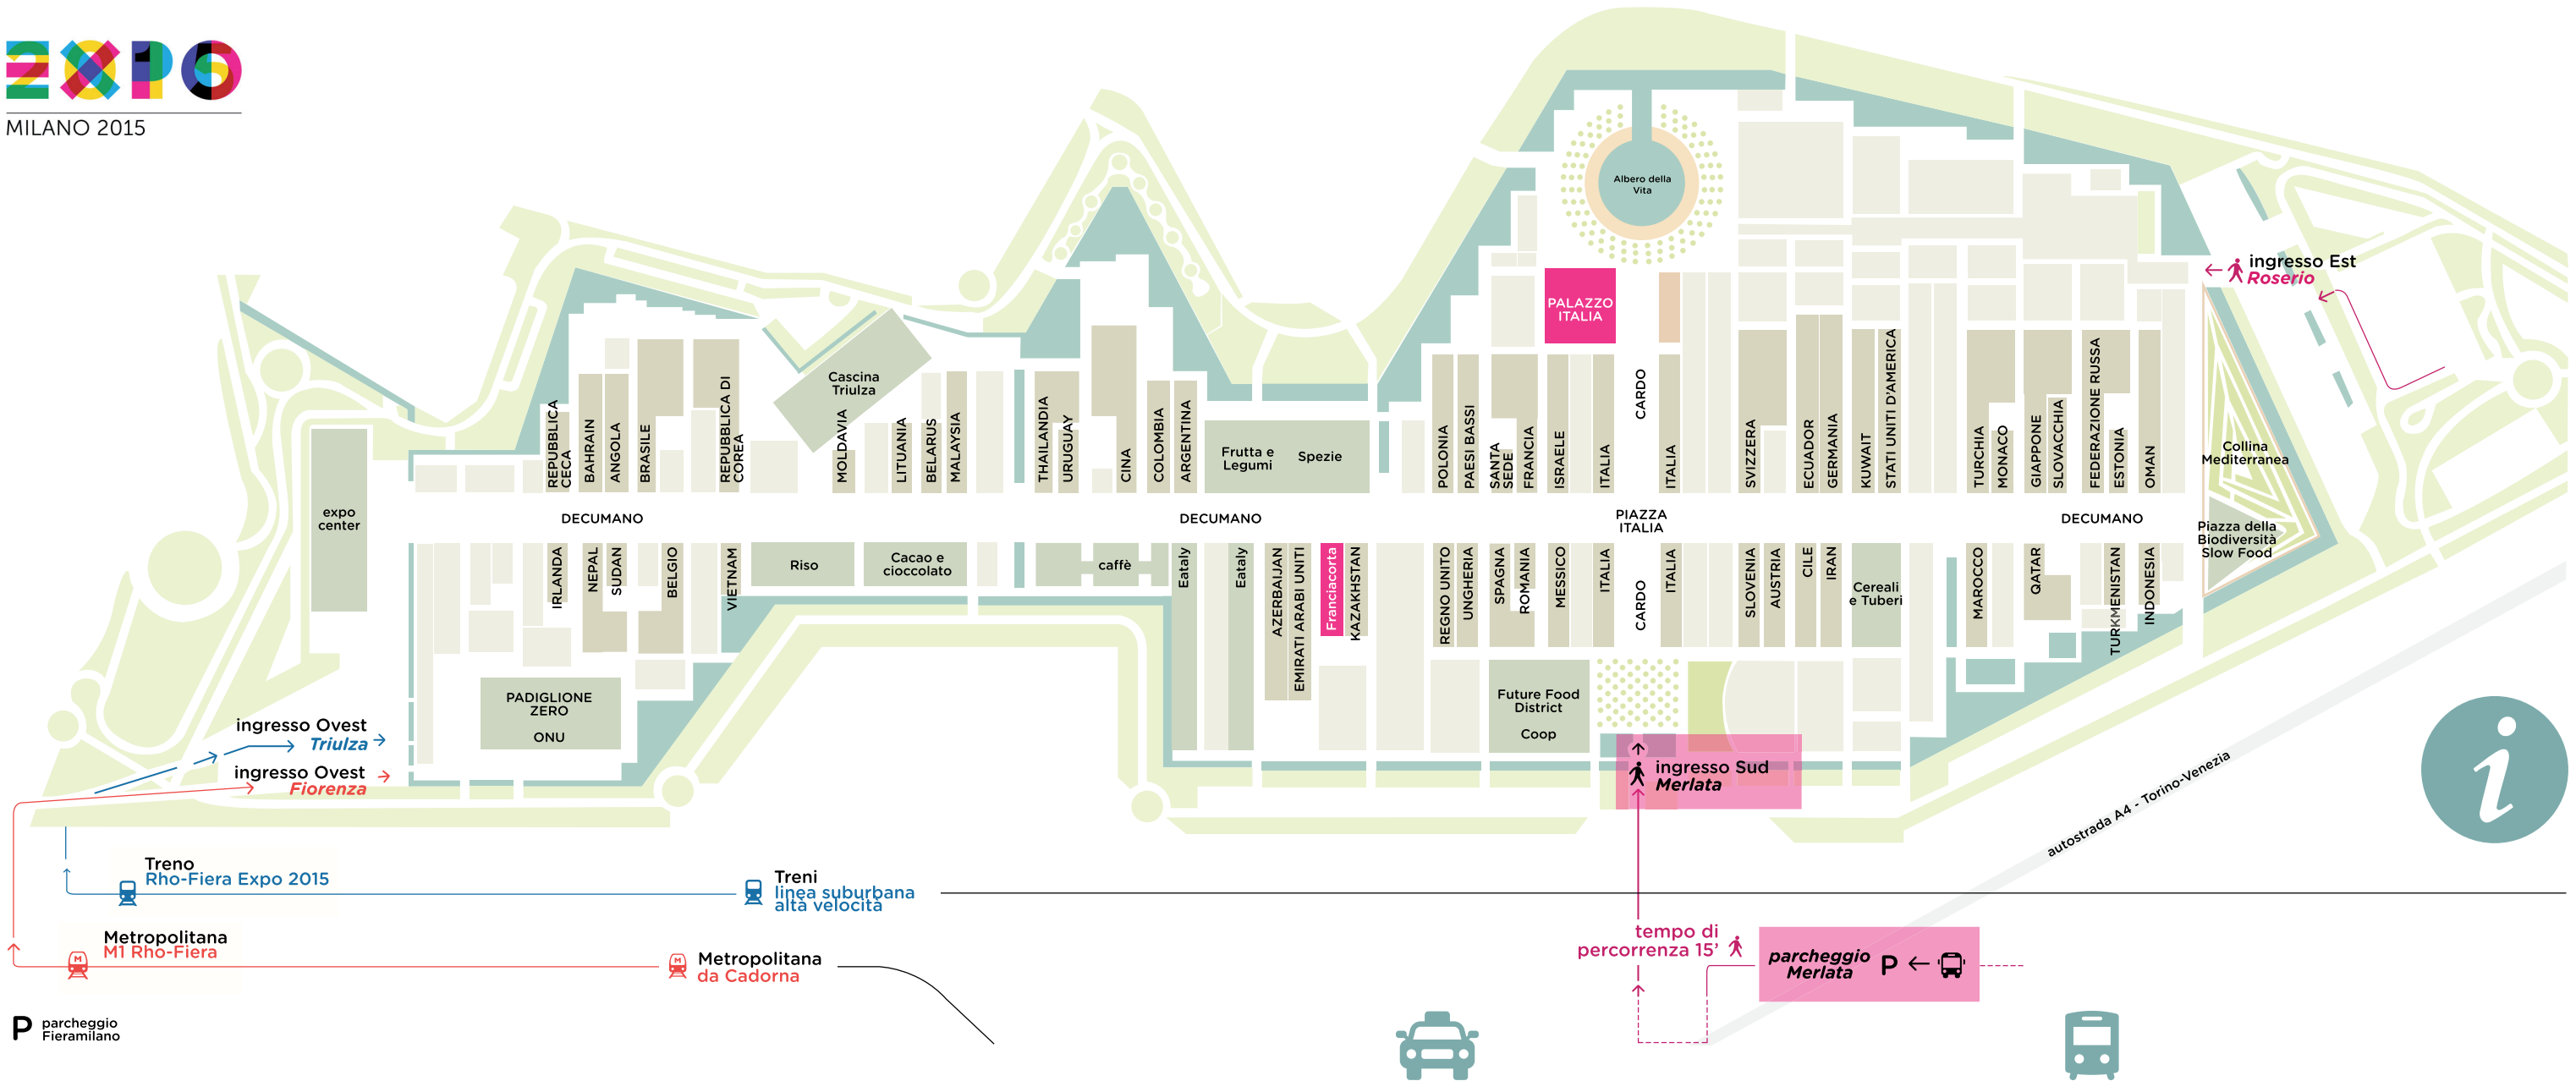 EXPO
MILANO 2015
Albero della
Vita
PALAZZO
ITALIA
ingresso Est
Roserio
Cascina
Triulza
REPUBBLICA
CECA
BAHRAIN
ANGOLA
BRASILE
REPUBBLICA DI
COREA
MOLDAVIA
LITUANIA
BELARUS
MALAYSIA
THAILANDIA
URUGUAY
CINA
COLOMBIA
ARGENTINA
Frutta e
Legumi
Spezie
POLONIA
PAESI BASSI
SANTA
SEDE
FRANCIA
ISRAELE
ITALIA
CARDO
ITALIA
SVIZZERA
ECUADOR
GERMANIA
KUWAIT
STATI UNITI D'AMERICA
TURCHIA
MONACO
GIAPPONE
SLOVACCHIA
FEDERAZIONE RUSSA
ESTONIA
OMAN
Collina
Mediterranea
expo
center
DECUMANO
DECUMANO
PIAZZA
ITALIA
DECUMANO
Piazza della
Biodiversità
Slow Food
IRLANDA
NEPAL
SUDAN
BELGIO
VIETNAM
Riso
Cacao e
cioccolato
caffè
Eataly
Eataly
AZERBAIJAN
EMIRATI ARABI UNITI
Franciacorta
KAZAKHSTAN
REGNO UNITO
UNGHERIA
SPAGNA
ROMANIA
MESSICO
ITALIA
CARDO
ITALIA
SLOVENIA
AUSTRIA
CILE
IRAN
Cereali
e Tuberi
MAROCCO
QATAR
TURKMENISTAN
INDONESIA
PADIGLIONE
ZERO
ONU
Future Food
District
Coop
ingresso Ovest
Triulza
ingresso Ovest
Fiorenza
ingresso Sud
Merlata
autostrada A4 - Torino-Venezia
i
Treno
Rho-Fiera Expo 2015
Treni
linea suburbana
altà velocità
Metropolitana
M1 Rho-Fiera
M
M
Metropolitana
da Cadorna
tempo di
percorrenza 15'
parcheggio
Merlata
P
P
parcheggio
Fieramilano